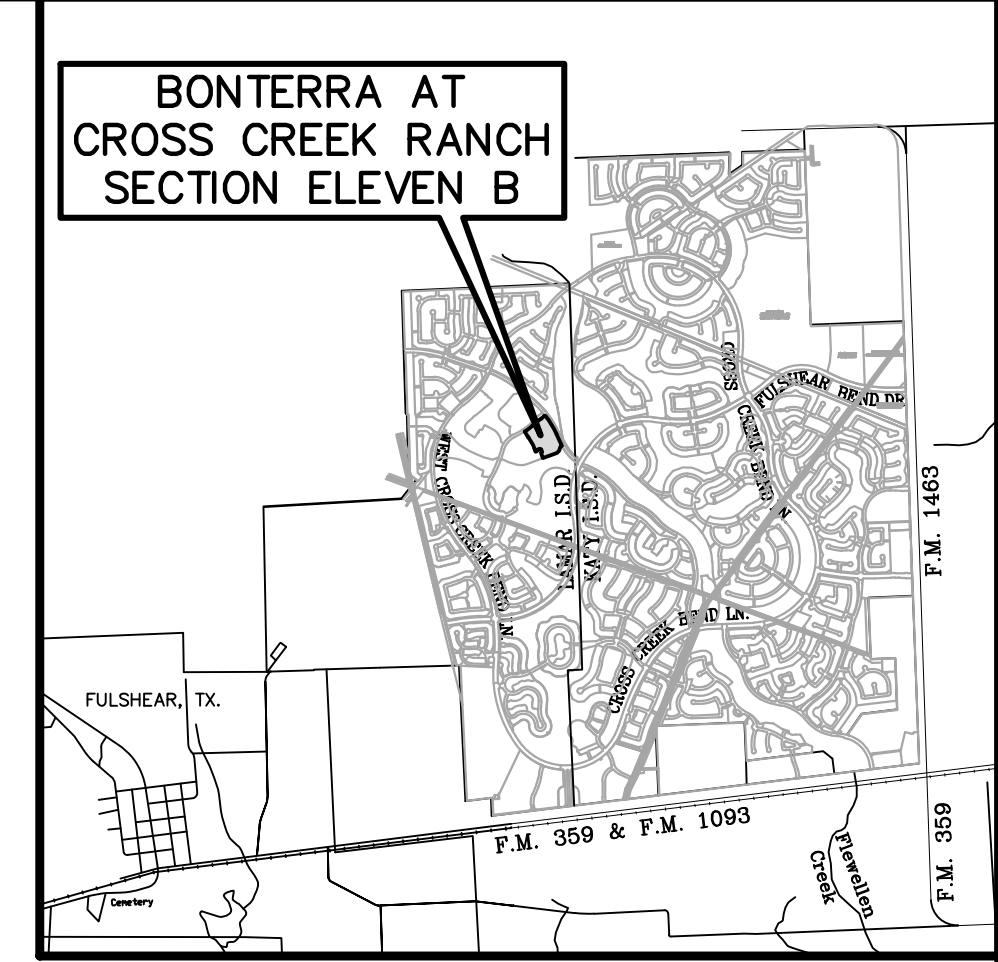 BONTERRA AT
CROSS CREEK RANCH
SECTION ELEVEN B
CROSS CREEK BEND LN
FULSHEAR BEND DR
WEST CROSS CREEK BEND LN.
LAMAR I.S.D.
KATY I.S.D.
F.M. 1463
CROSS CREEK BEND LN.
FULSHEAR, TX.
F.M. 359 & F.M. 1093
F.M. 359
Flewellen
Creek
Cemetery